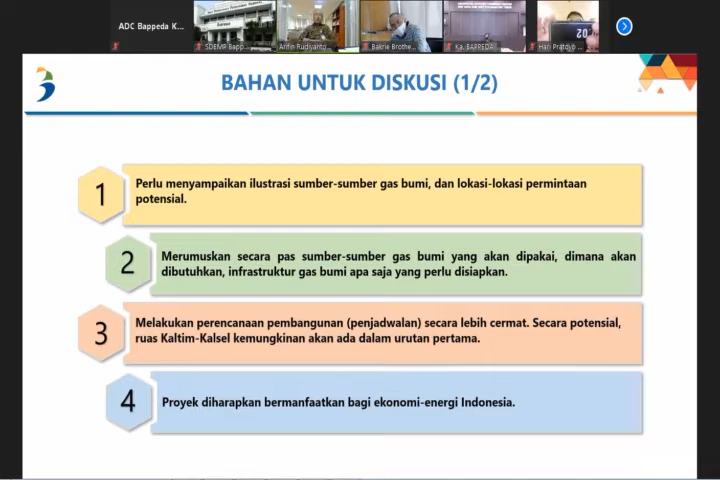 ADC Bappeda K...
SDEMP Bapp...
Arifin Rudiyanto
Bakrie Brothe...
Ka. BAPPEDA
Hari Pratoyo ...
BAHAN UNTUK DISKUSI (1/2)
1
Perlu menyampaikan ilustrasi sumber-sumber gas bumi, dan lokasi-lokasi permintaan
potensial.
2
Merumuskan secara pas sumber-sumber gas bumi yang akan dipakai, dimana akan
dibutuhkan, infrastruktur gas bumi apa saja yang perlu disiapkan.
3
Melakukan perencanaan pembangunan (penjadwalan) secara lebih cermat. Secara potensial,
ruas Kaltim-Kalsel kemungkinan akan ada dalam urutan pertama.
4
Proyek diharapkan bermanfaatkan bagi ekonomi-energi Indonesia.